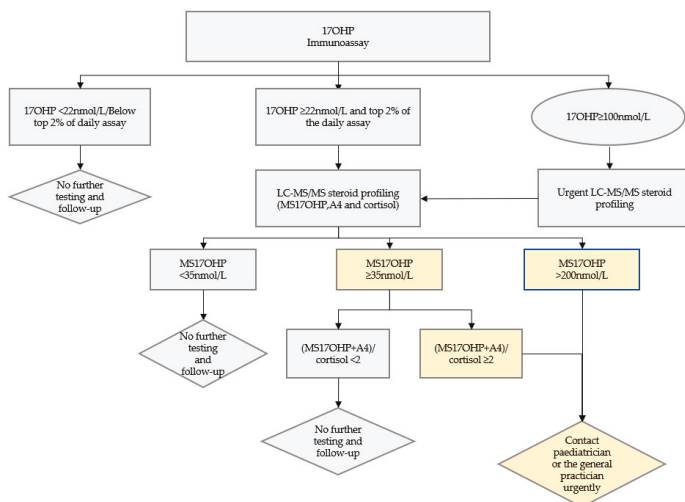 17OHP
Immunoassay
17OHP <22nmol/L/Below
top 2% of daily assay
17OHP ≥22nmol/L and top 2% of
the daily assay
17OHP≥100nmol/L
No further
testing and
follow-up
LC-MS/MS steroid profiling
(MS17OHP,A4 and cortisol)
Urgent LC-MS/MS steroid
profiling
MS17OHP
<35nmol/L
MS17OHP
≥35nmol/L
MS17OHP
>200nmol/L
No further
testing
and
follow-up
(MS17OHP+A4)/
cortisol <2
(MS17OHP+A4)/
cortisol ≥2
No further
testing and
follow-up
Contact
paediatrician
or the general
practician
urgently